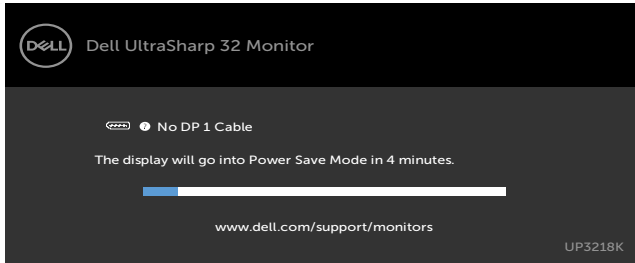 DELL
Dell UltraSharp 32 Monitor
? No DP 1 Cable
The display will go into Power Save Mode in 4 minutes.
www.dell.com/support/monitors
UP3218K